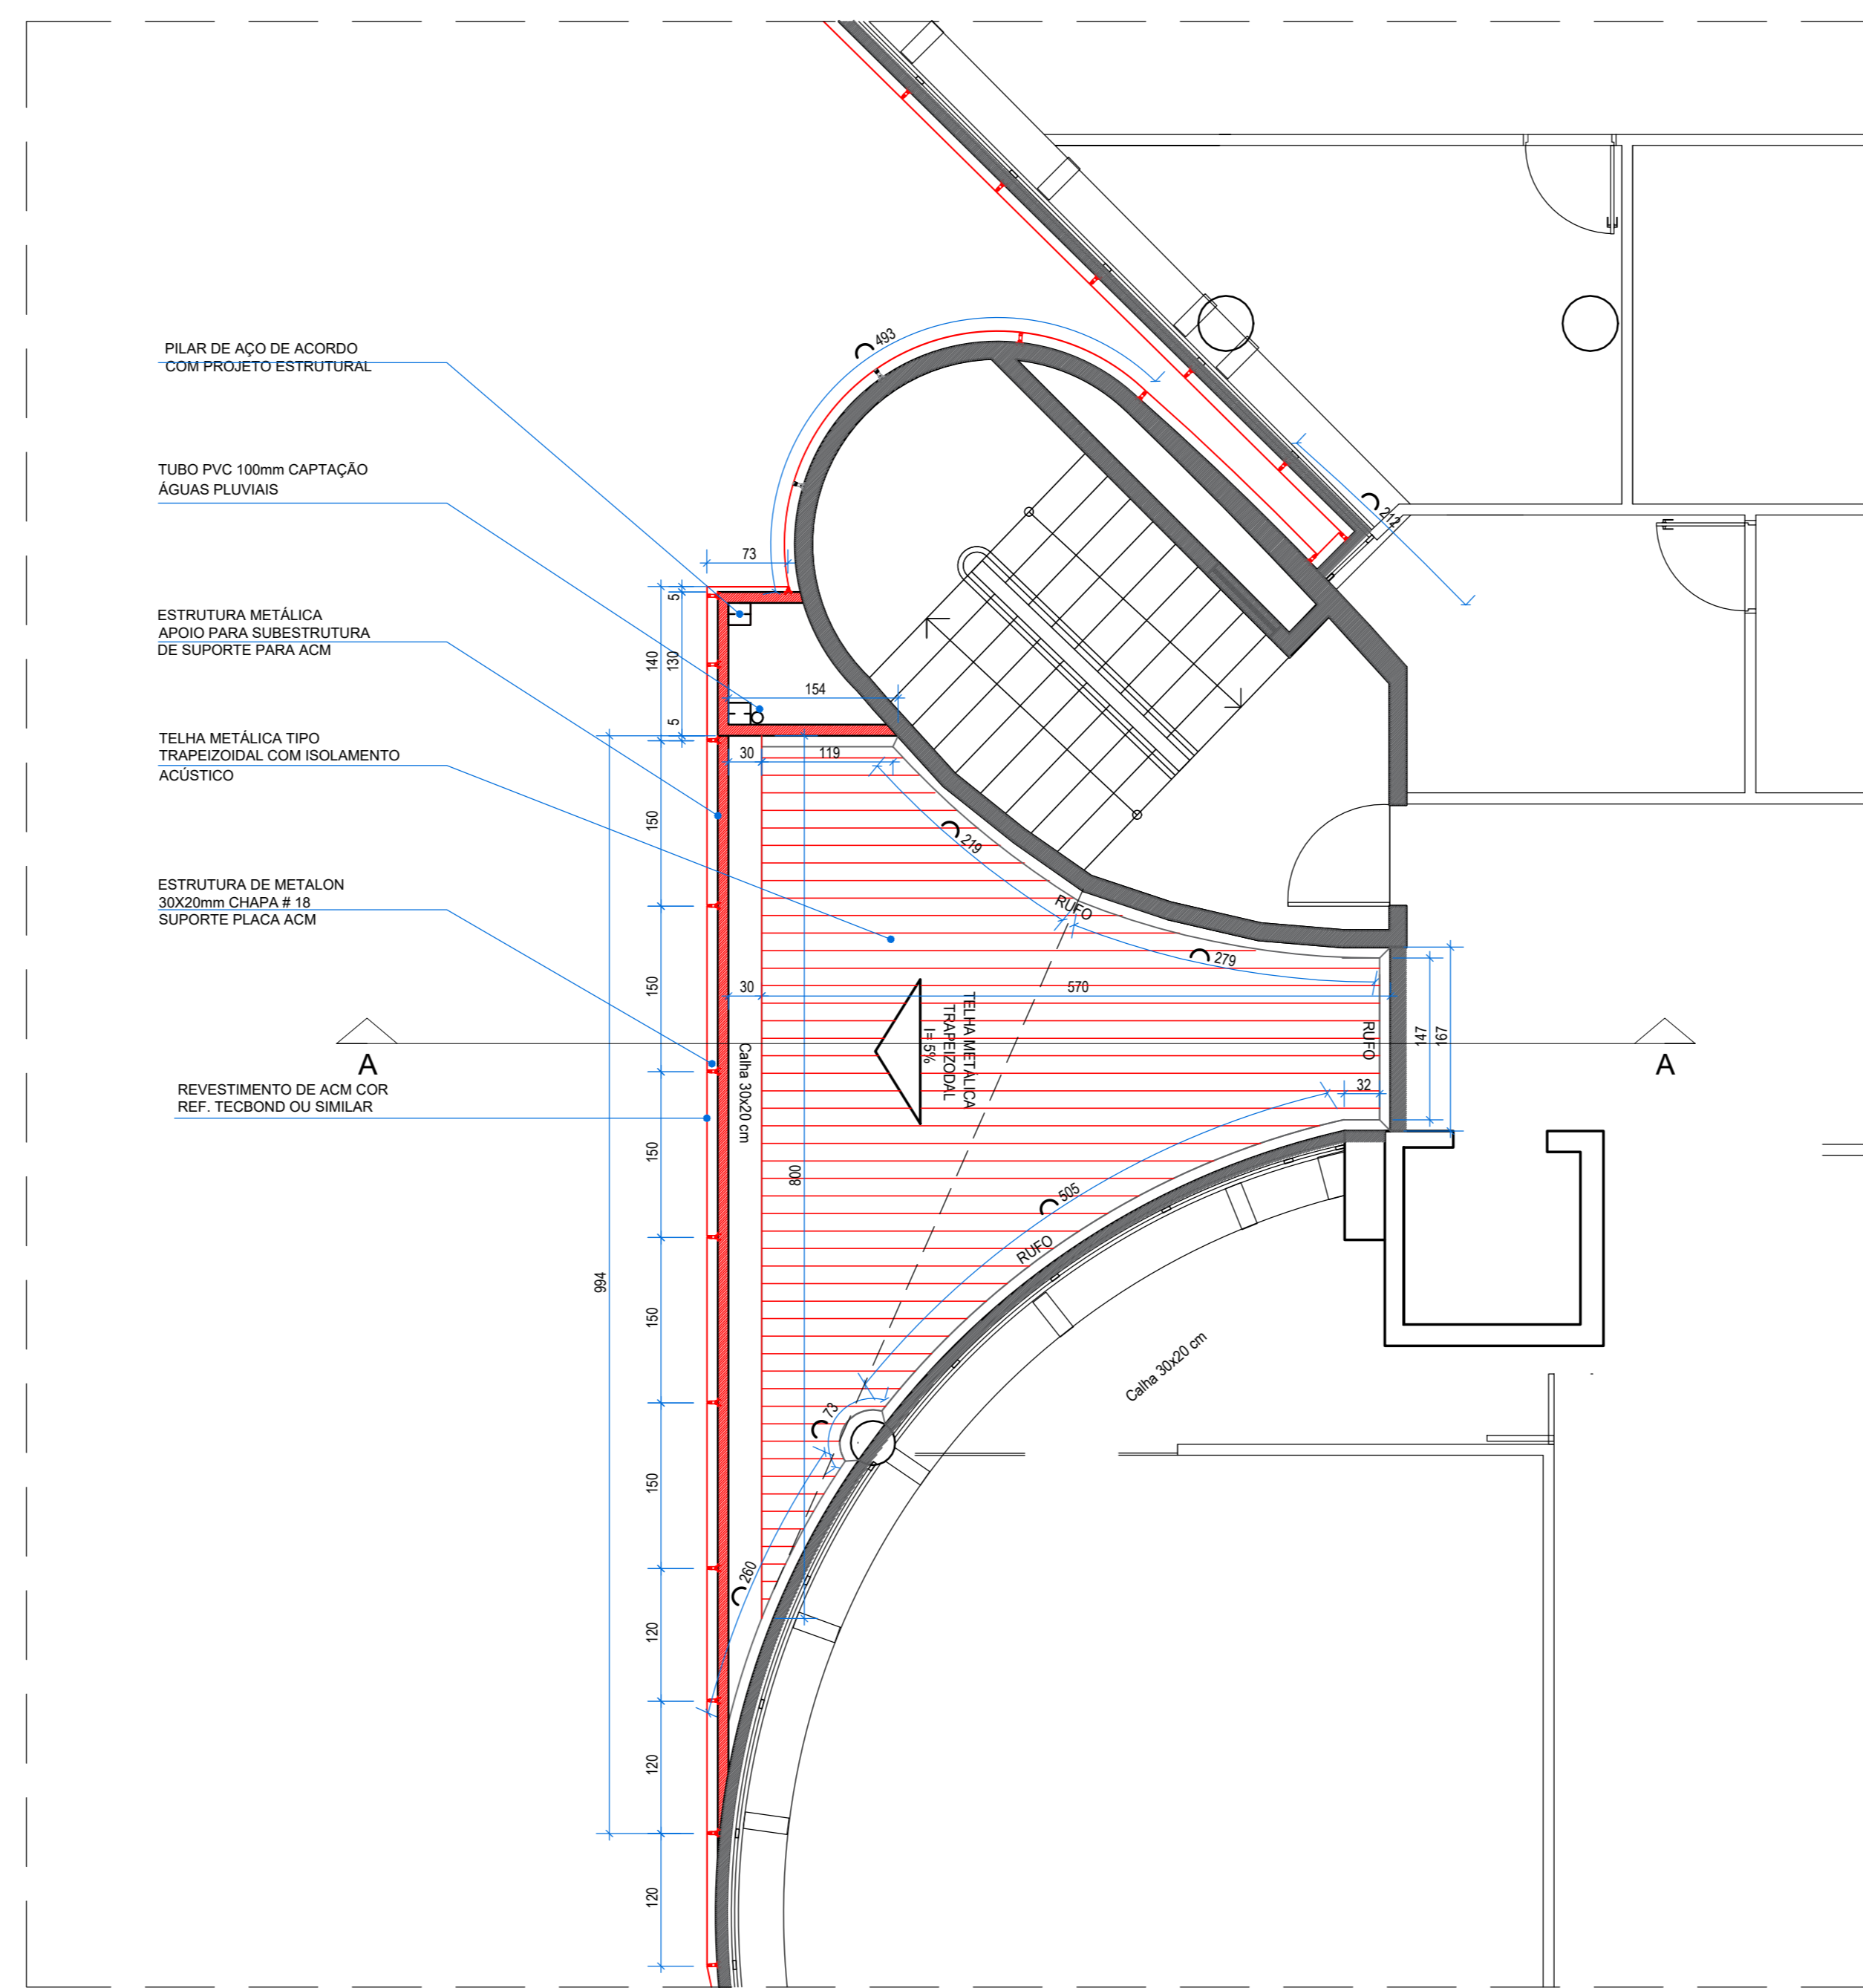 PILAR DE AÇO DE ACORDO
COM PROJETO ESTRUTURAL
TUBO PVC 100mm CAPTAÇÃO
ÁGUAS PLUVIAIS
ESTRUTURA METÁLICA
APOIO PARA SUBESTRUTURA
DE SUPORTE PARA ACM
TELHA METÁLICA TIPO
TRAPEIZOIDAL COM ISOLAMENTO
ACÚSTICO
ESTRUTURA DE METALON
30X20mm CHAPA # 18
SUPORTE PLACA ACM
REVESTIMENTO DE ACM COR
REF. TECBOND OU SIMILAR
A
A
493
212
73
5
140
130
5
154
30
119
150
219
RUFO
279
150
30
570
TELHA METÁLICA
TRAPEIZODAL
I= 5%
Calha 30x20 cm
RUFO
147
167
32
150
800
505
RUFO
994
150
Calha 30x20 cm
73
150
260
120
120
120